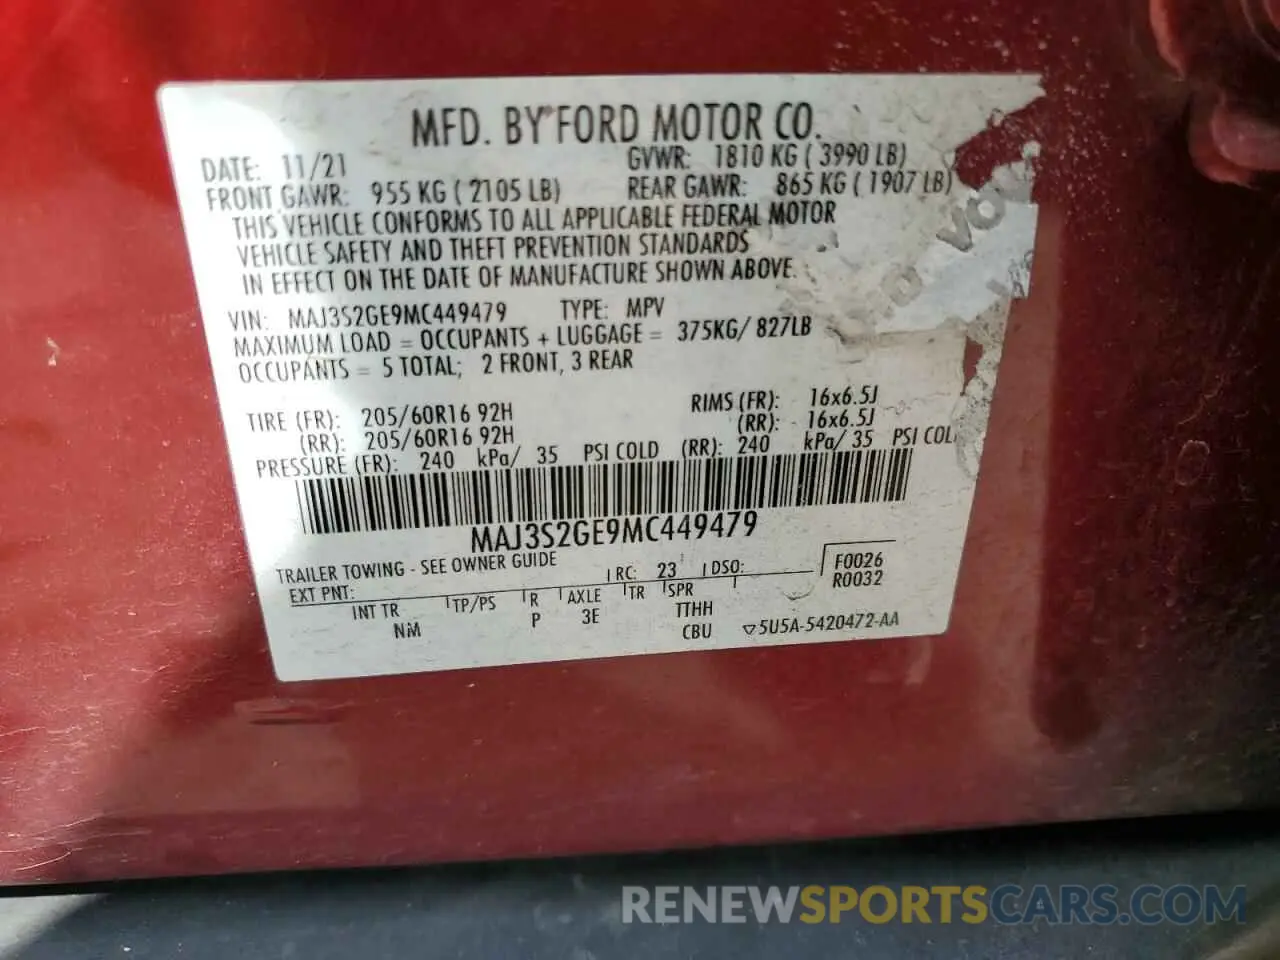 MFD. BY FORD MOTOR CO.
DATE: 11/21 GVWR: 1810 KG ( 3990 LB)
FRONT GAWR: 955 KG ( 2105 LB) REAR GAWR: 865 KG ( 1907 LB)
THIS VEHICLE CONFORMS TO ALL APPLICABLE FEDERAL MOTOR
VEHICLE SAFETY AND THEFT PREVENTION STANDARDS
IN EFFECT ON THE DATE OF MANUFACTURE SHOWN ABOVE.
VIN: MAJ3S2GE9MC449479 TYPE: MPV
MAXIMUM LOAD = OCCUPANTS + LUGGAGE = 375KG/ 827LB
OCCUPANTS = 5 TOTAL; 2 FRONT, 3 REAR
TIRE (FR): 205/60R16 92H RIMS (FR): 16x6.5J
(RR): 205/60R16 92H (RR): 16x6.5J
PRESSURE (FR): 240 kPa/ 35 PSI COLD (RR): 240 kPa/ 35 PSI COL
MAJ3S2GE9MC449479
TRAILER TOWING - SEE OWNER GUIDE
EXT PNT: RC: 23 DSO: F0026
R0032
INT TR TP/PS R AXLE TR SPR
NM P 3E TTHH
CBU 5U5A-5420472-AA
VOID
RENEWSPORTSCARS.COM